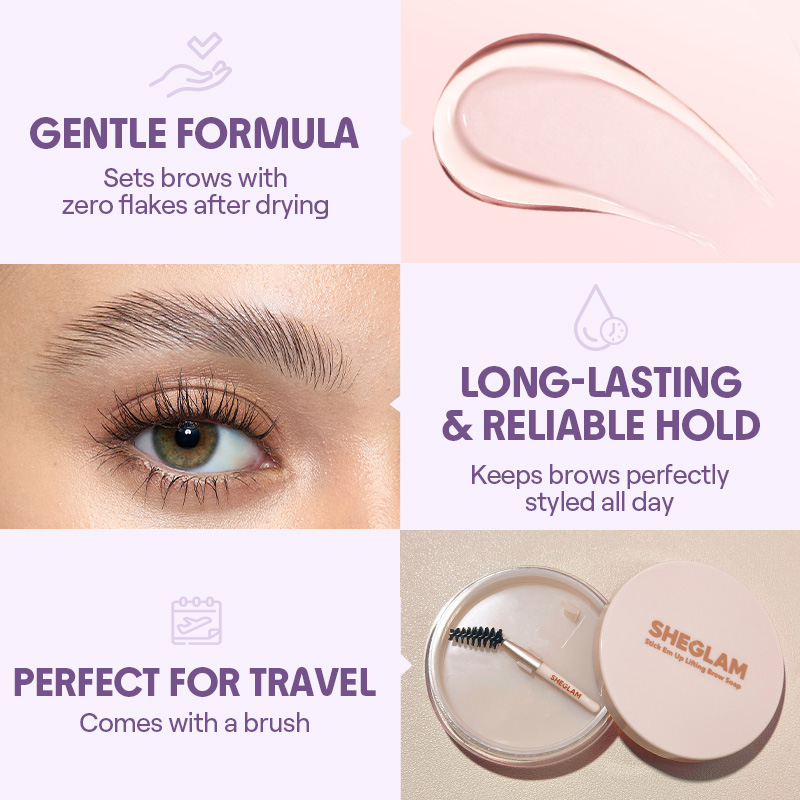 GENTLE FORMULA
Sets brows with
zero flakes after drying
LONG-LASTING
& RELIABLE HOLD
Keeps brows perfectly
styled all day
PERFECT FOR TRAVEL
Comes with a brush
SHEGLAM
SHEGLAM
Stick Em Up Lifting Brow Soap